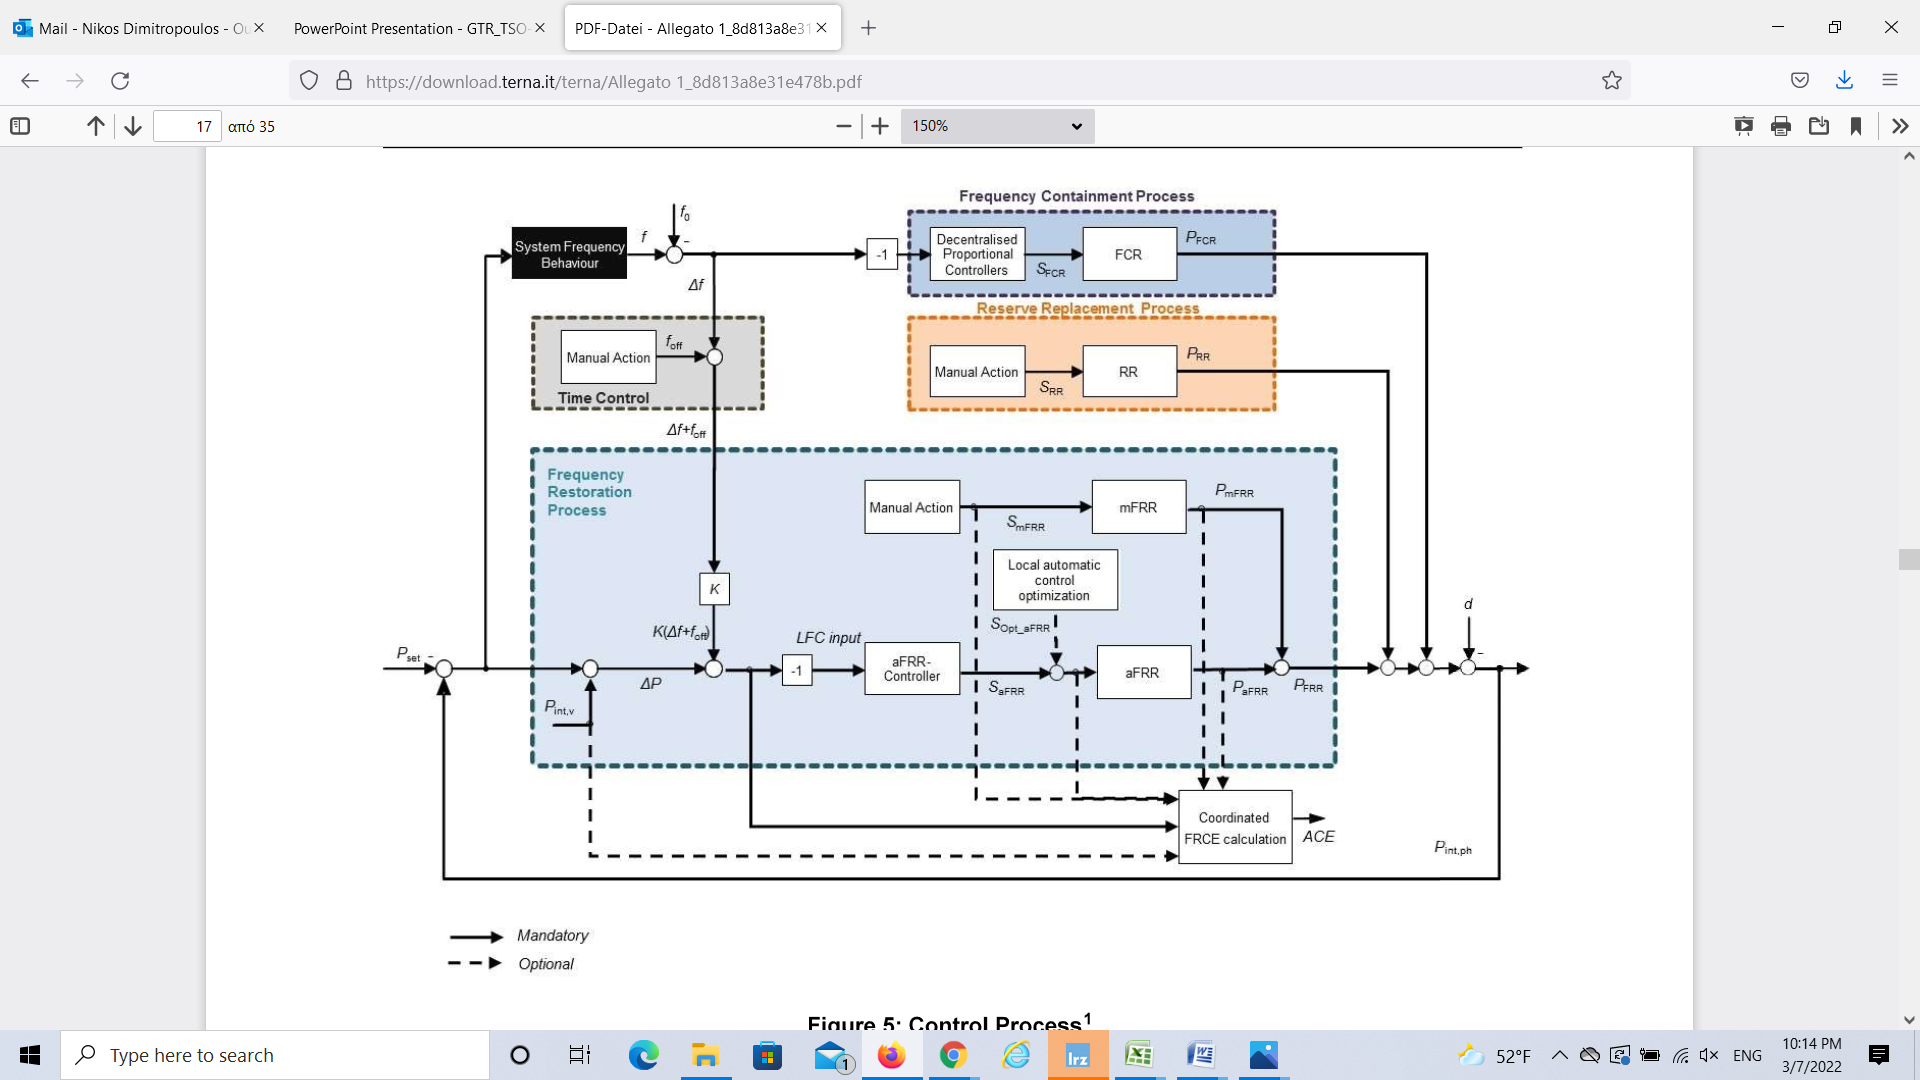 Mail - Nikos Dimitropoulos - Ou
PowerPoint Presentation - GTR_TSO-
PDF-Datei - Allegato 1_8d813a8e31
https://download.terna.it/terna/Allegato 1_8d813a8e31e478b.pdf
17 από 35
150%
Frequency Containment Process
f0
f
-
System Frequency
Behaviour
-1
Decentralised
Proportional
Controllers
SFCR
FCR
PFCR
Δf
Reserve Replacement Process
Manual Action
foff
Time Control
Manual Action
SRR
RR
PRR
Δf+foff
Frequency
Restoration
Process
Manual Action
SmFRR
mFRR
PmFRR
Local automatic
control
optimization
K
SOpt_aFRR
K(Δf+foff)
LFC input
d
Pset -
ΔP
-1
aFRR-
Controller
SaFRR
aFRR
PaFRR
PFRR
-
Pint,v
Coordinated
FRCE calculation
ACE
Pint,ph
Mandatory
Optional
Figure 5: Control Process1
Type here to search
1
lrz
52°F
ENG
10:14 PM
3/7/2022